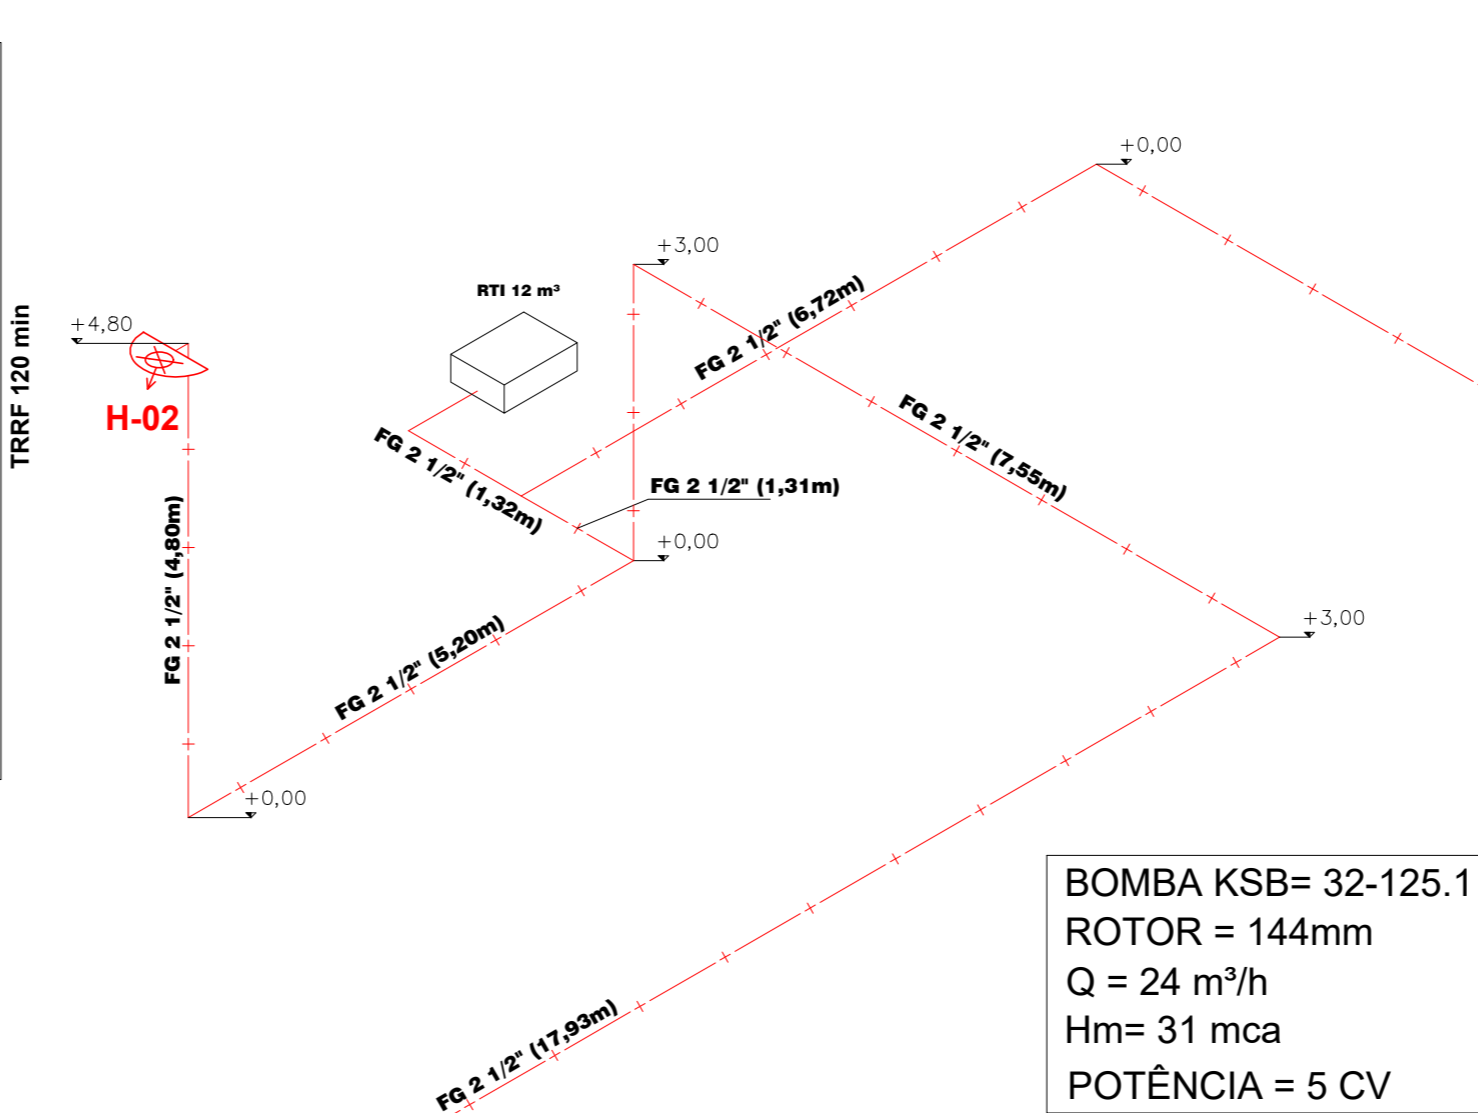 +0,00
+3,00
RTI 12 m³
FG 2 1/2" (6,72m)
+4,80
TRRF 120 min
H-02
FG 2 1/2" (7,55m)
FG 2 1/2" (1,32m)
FG 2 1/2" (1,31m)
+0,00
FG 2 1/2" (4,80m)
+3,00
FG 2 1/2" (5,20m)
+0,00
BOMBA KSB= 32-125.1
ROTOR = 144mm
Q = 24 m³/h
Hm= 31 mca
POTÊNCIA = 5 CV
FG 2 1/2" (17,93m)